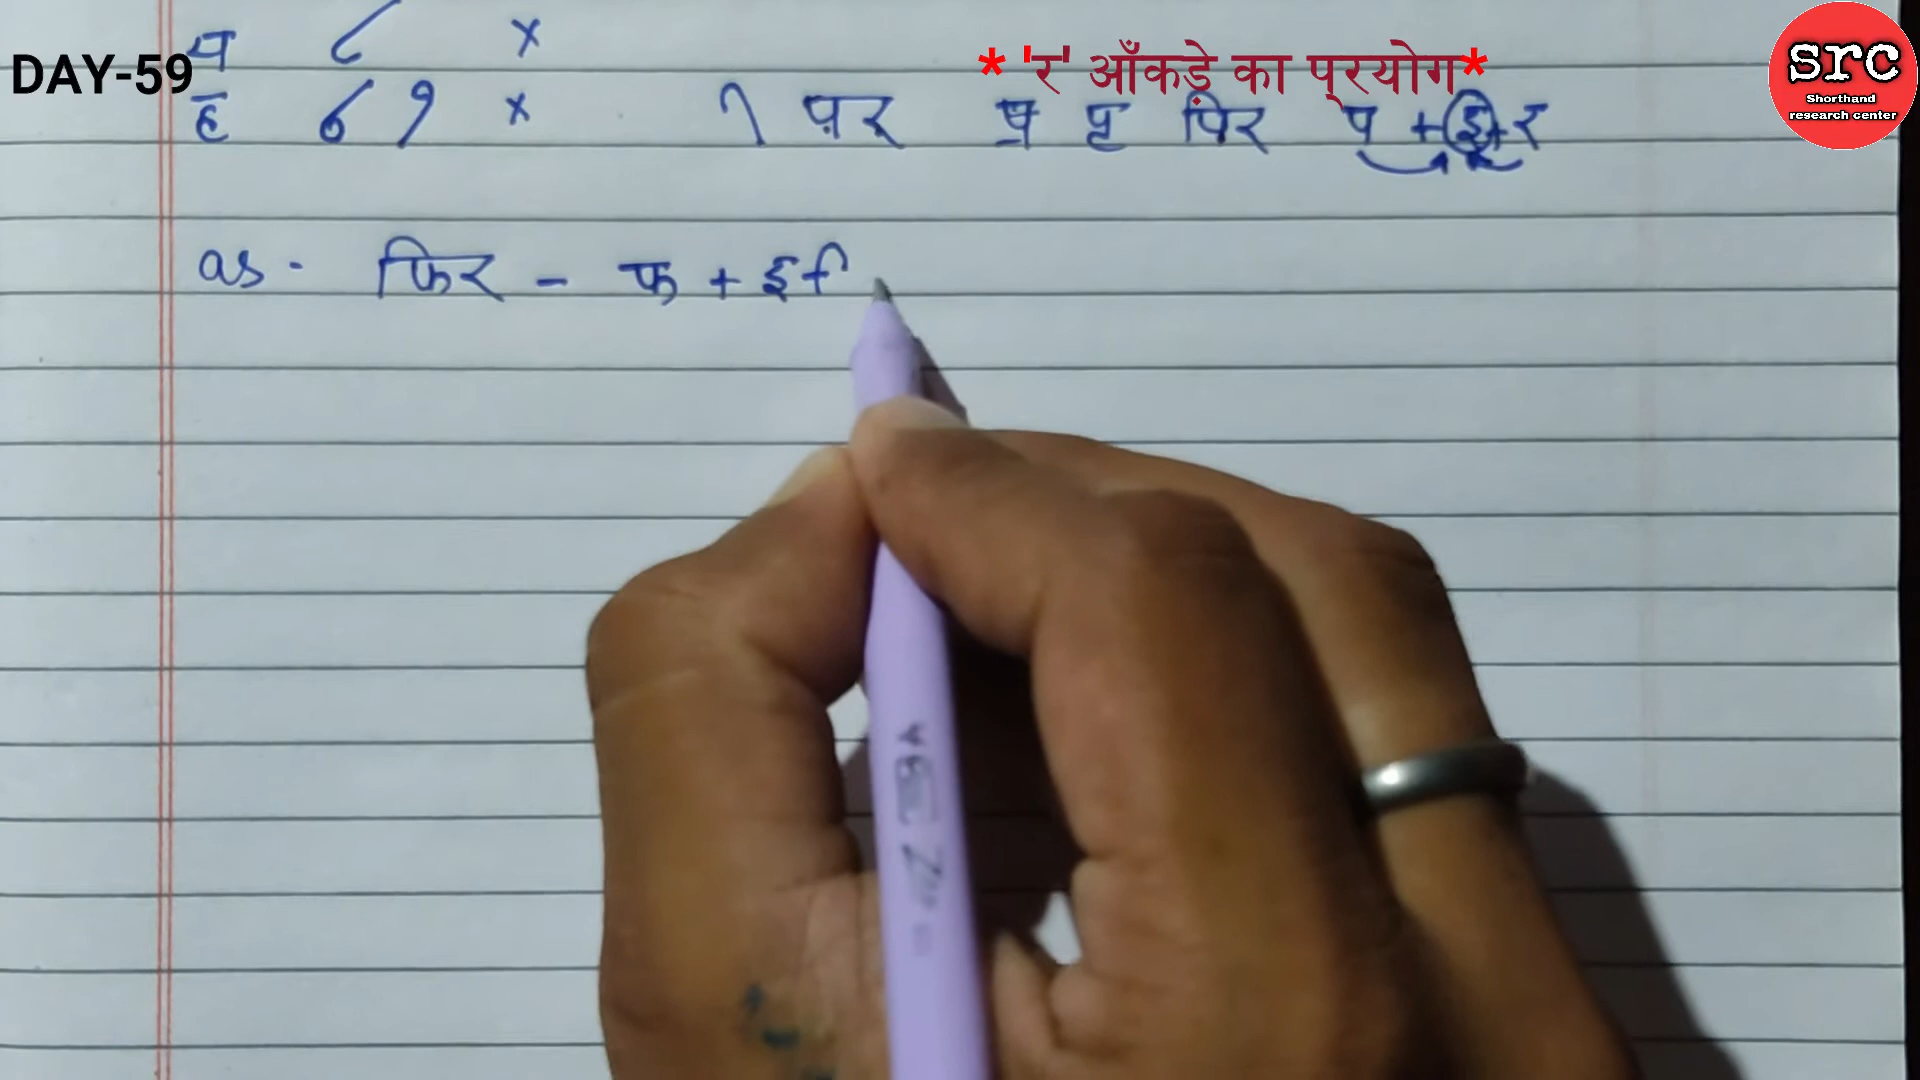 DAY-59
* 'र' आँकड़े का प्रयोग*
src
Shorthand
research center
य ×
ह × पर प्र पिर प + इ + र
as - फिर - फ + इ +